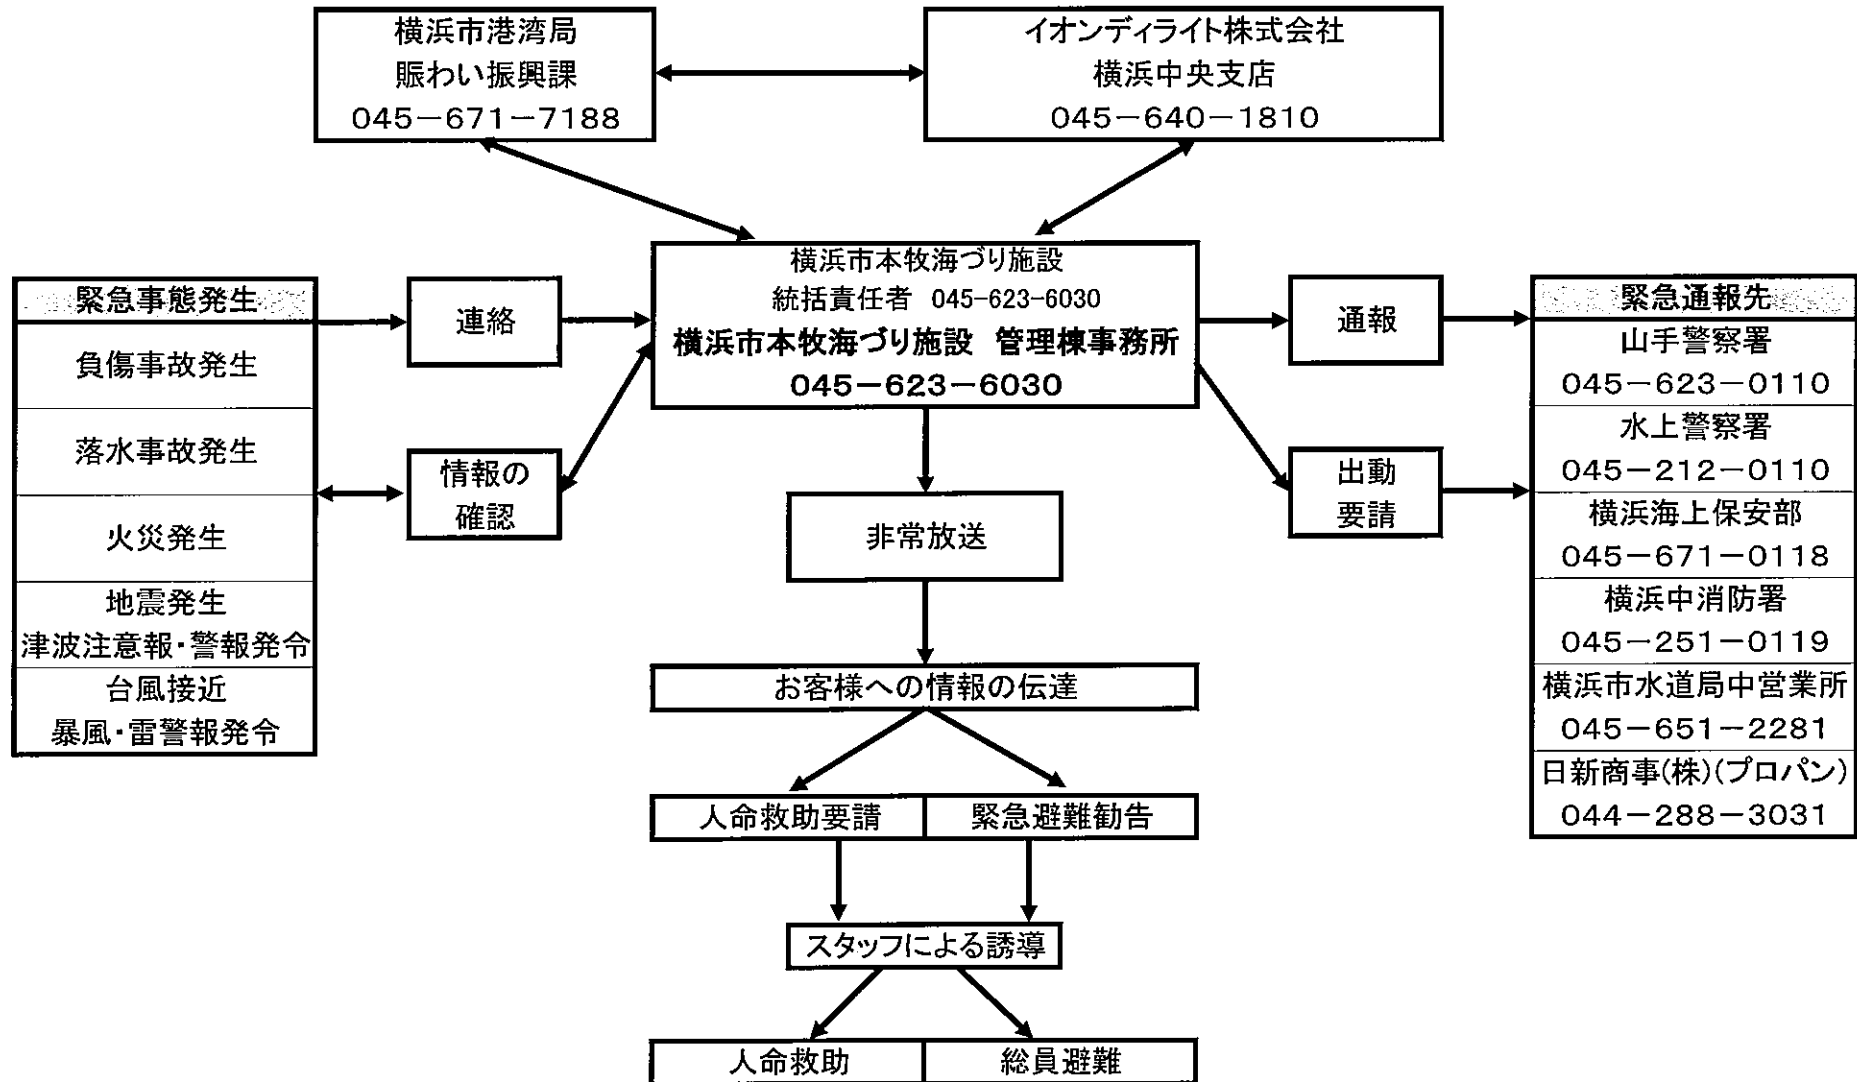 横浜市港湾局
賑わい振興課
045－671－7188
イオンディライト株式会社
横浜中央支店
045－640－1810
横浜市本牧海づり施設
統括責任者 045-623-6030
横浜市本牧海づり施設 管理棟事務所
045－623－6030
緊急事態発生
負傷事故発生
落水事故発生
火災発生
地震発生
津波注意報・警報発令
台風接近
暴風・雷警報発令
連絡
情報の
確認
通報
出動
要請
緊急通報先
山手警察署
045－623－0110
水上警察署
045－212－0110
横浜海上保安部
045－671－0118
横浜中消防署
045－251－0119
横浜市水道局中営業所
045－651－2281
日新商事(株)(プロパン)
044－288－3031
非常放送
お客様への情報の伝達
人命救助要請
緊急避難勧告
スタッフによる誘導
人命救助
総員避難